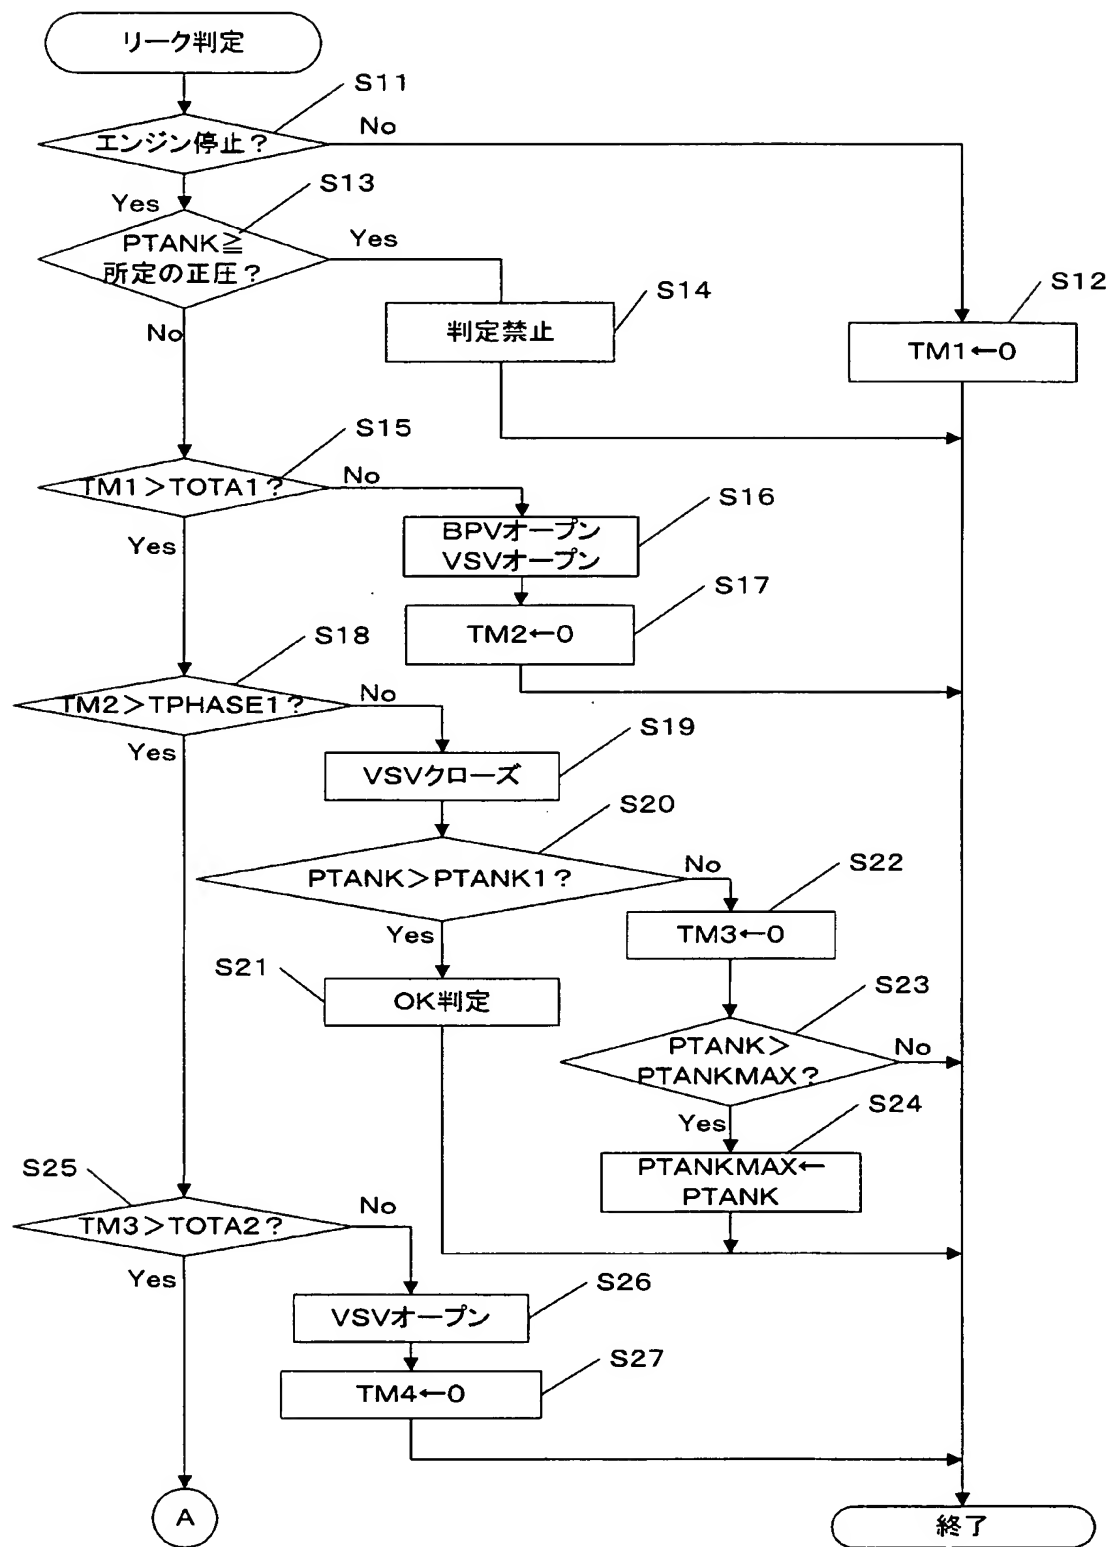 リーク判定
S11
エンジン停止？
No
S13
Yes
PTANK≧
所定の正圧？
Yes
No
S14
判定禁止
S12
TM1←0
S15
TM1＞TOTA1？
No
Yes
S16
BPVオープン
VSVオープン
S17
TM2←0
S18
TM2＞TPHASE1？
No
Yes
S19
VSVクローズ
S20
PTANK＞PTANK1？
No
Yes
S22
TM3←0
S21
OK判定
S23
PTANK＞
PTANKMAX？
No
Yes
S24
PTANKMAX←
PTANK
S25
TM3＞TOTA2？
No
Yes
S26
VSVオープン
S27
TM4←0
A
終了